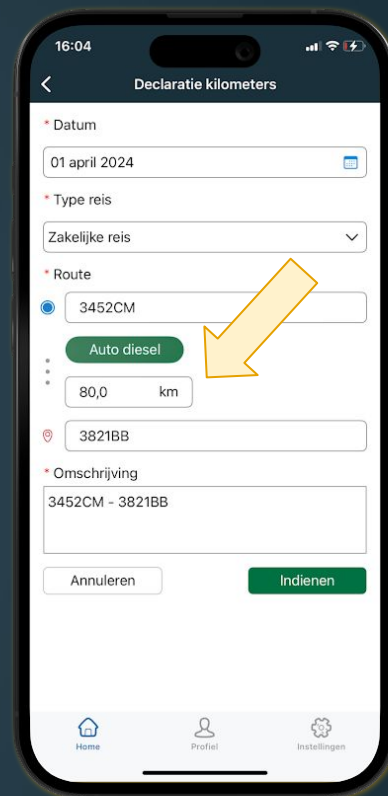 16:04
Declaratie kilometers
* Datum
01 april 2024
* Type reis
Zakelijke reis
* Route
3452CM
Auto diesel
80,0 km
3821BB
* Omschrijving
3452CM - 3821BB
Annuleren Indienen
Home Profiel Instellingen